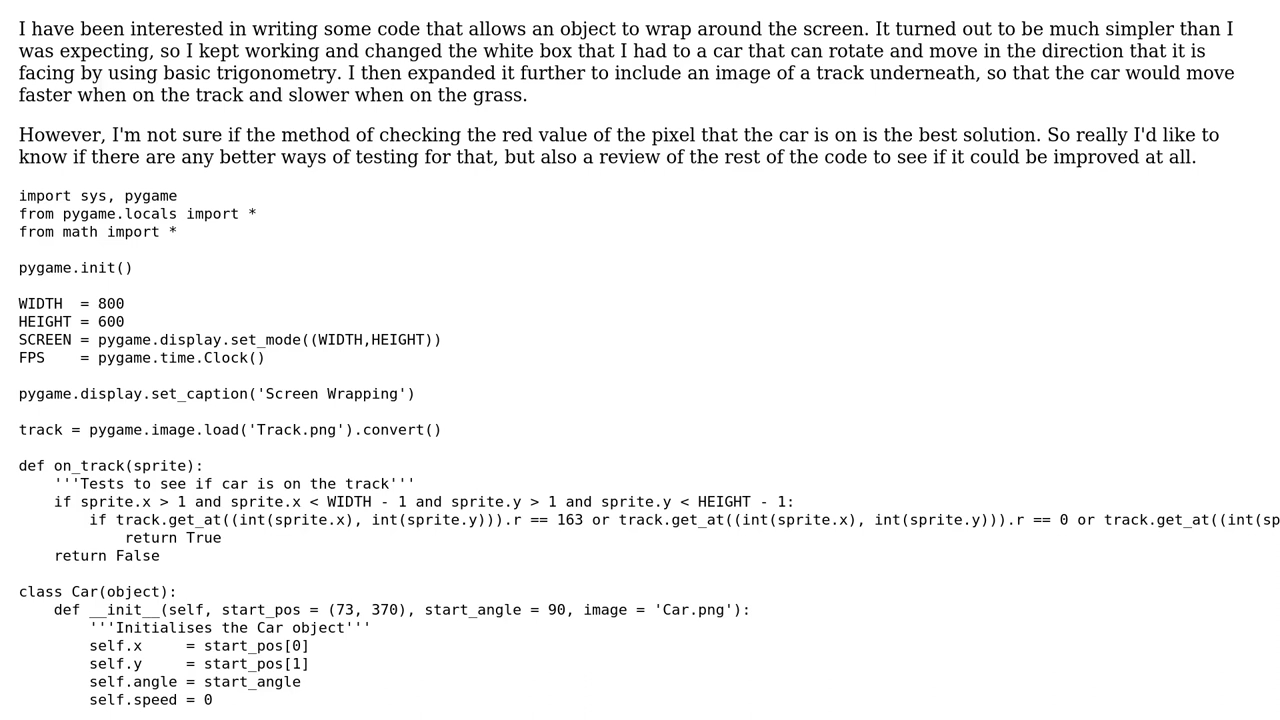 I have been interested in writing some code that allows an object to wrap around the screen. It turned out to be much simpler than I
was expecting, so I kept working and changed the white box that I had to a car that can rotate and move in the direction that it is
facing by using basic trigonometry. I then expanded it further to include an image of a track underneath, so that the car would move
faster when on the track and slower when on the grass.
However, I'm not sure if the method of checking the red value of the pixel that the car is on is the best solution. So really I'd like to
know if there are any better ways of testing for that, but also a review of the rest of the code to see if it could be improved at all.
import sys, pygame
from pygame.locals import *
from math import *
pygame.init()
WIDTH  = 800
HEIGHT = 600
SCREEN = pygame.display.set_mode((WIDTH,HEIGHT))
FPS    = pygame.time.Clock()
pygame.display.set_caption('Screen Wrapping')
track = pygame.image.load('Track.png').convert()
def on_track(sprite):
    '''Tests to see if car is on the track'''
    if sprite.x > 1 and sprite.x < WIDTH - 1 and sprite.y > 1 and sprite.y < HEIGHT - 1:
        if track.get_at((int(sprite.x), int(sprite.y))).r == 163 or track.get_at((int(sprite.x), int(sprite.y))).r == 0 or track.get_at((int(sp
            return True
    return False
class Car(object):
    def __init__(self, start_pos = (73, 370), start_angle = 90, image = 'Car.png'):
        '''Initialises the Car object'''
        self.x     = start_pos[0]
        self.y     = start_pos[1]
        self.angle = start_angle
        self.speed = 0